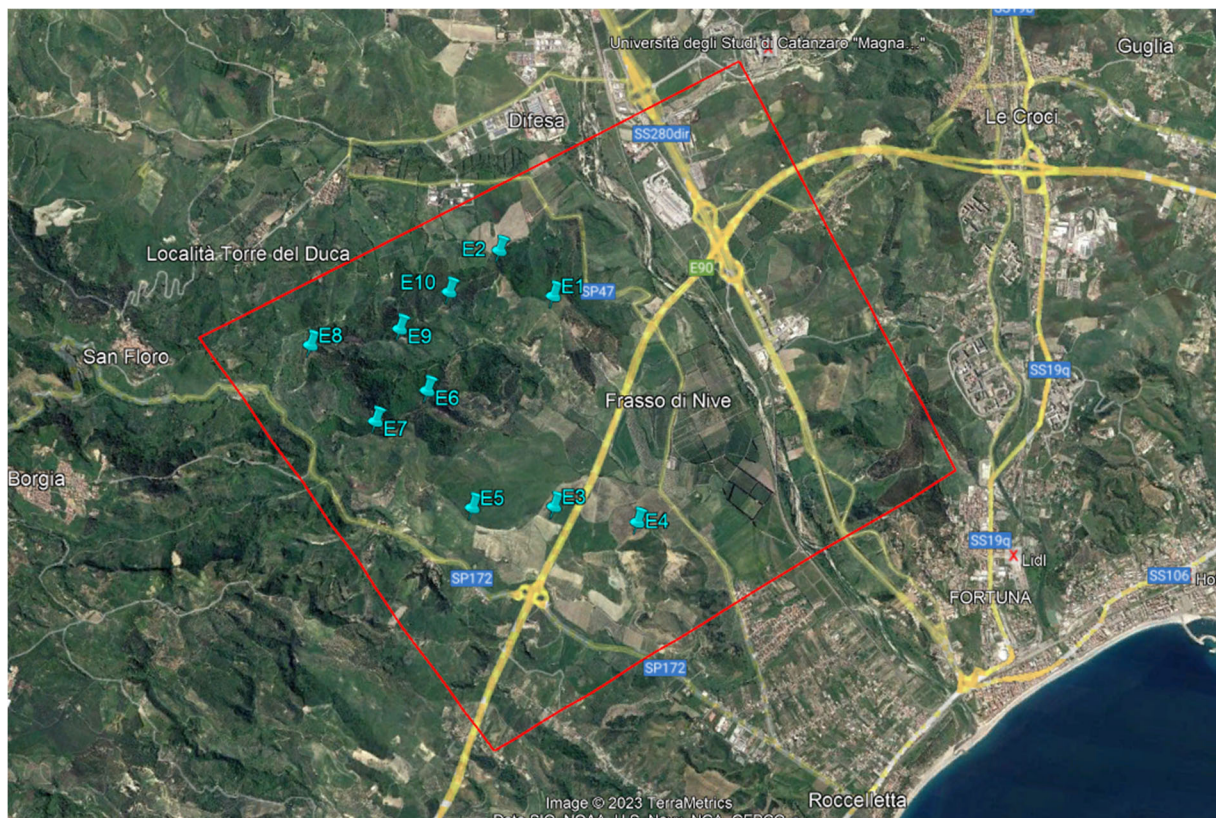 Università degli Studi di Catanzaro "Magna..."
Guglia
Difesa
Le Croci
SS280dir
Località Torre del Duca
E2
E90
E10
E1
SP47
E8
E9
San Floro
SS19q
E6
Frasso di Nive
E7
Borgia
E5
E3
E4
SS19q
Lidl
SP172
SS106
Ho
FORTUNA
SP172
Image © 2023 TerraMetrics
Roccelletta